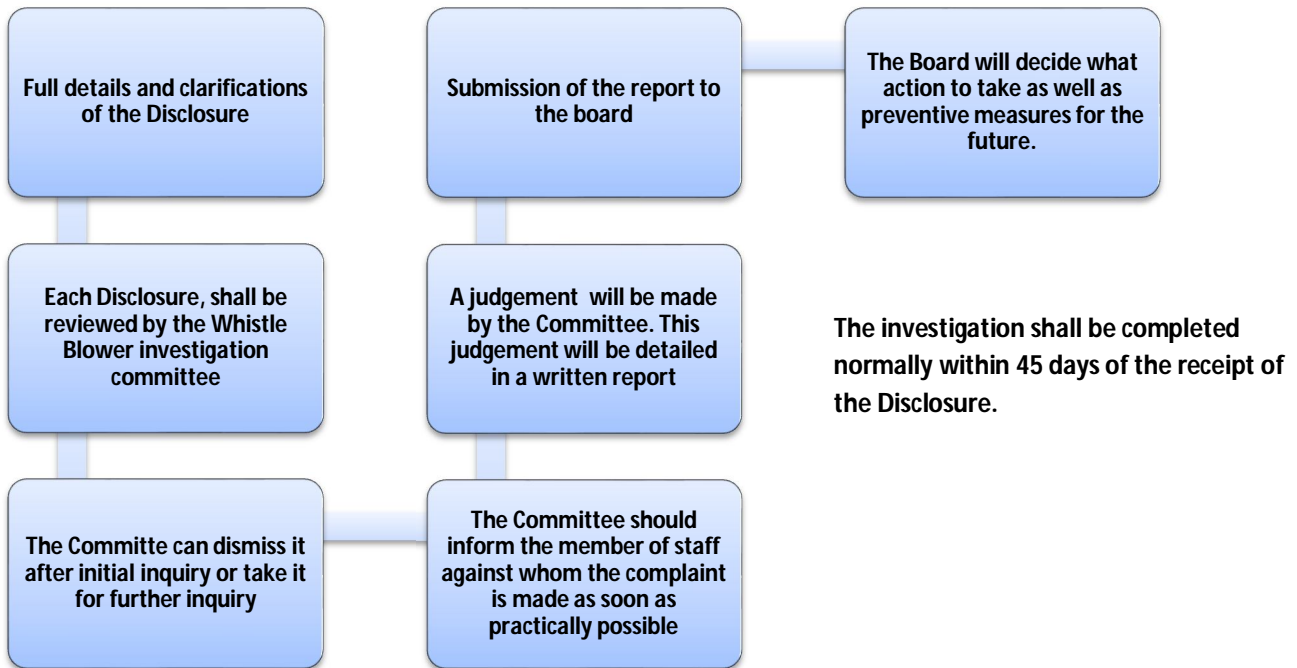 Full details and clarifications
of the Disclosure
Each Disclosure, shall be
reviewed by the Whistle
Blower investigation
committee
The Committe can dismiss it
after initial inquiry or take it
for further inquiry
The Committee should
inform the member of staff
against whom the complaint
is made as soon as
practically possible
A judgement will be made
by the Committee. This
judgement will be detailed
in a written report
Submission of the report to
the board
The Board will decide what
action to take as well as
preventive measures for the
future.
The investigation shall be completed
normally within 45 days of the receipt of
the Disclosure.